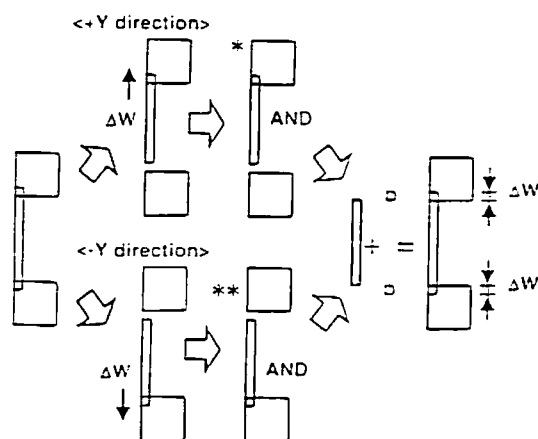 <+Y direction>
*
ΔW
AND
ΔW
÷ =
<-Y direction>
ΔW
**
ΔW
AND